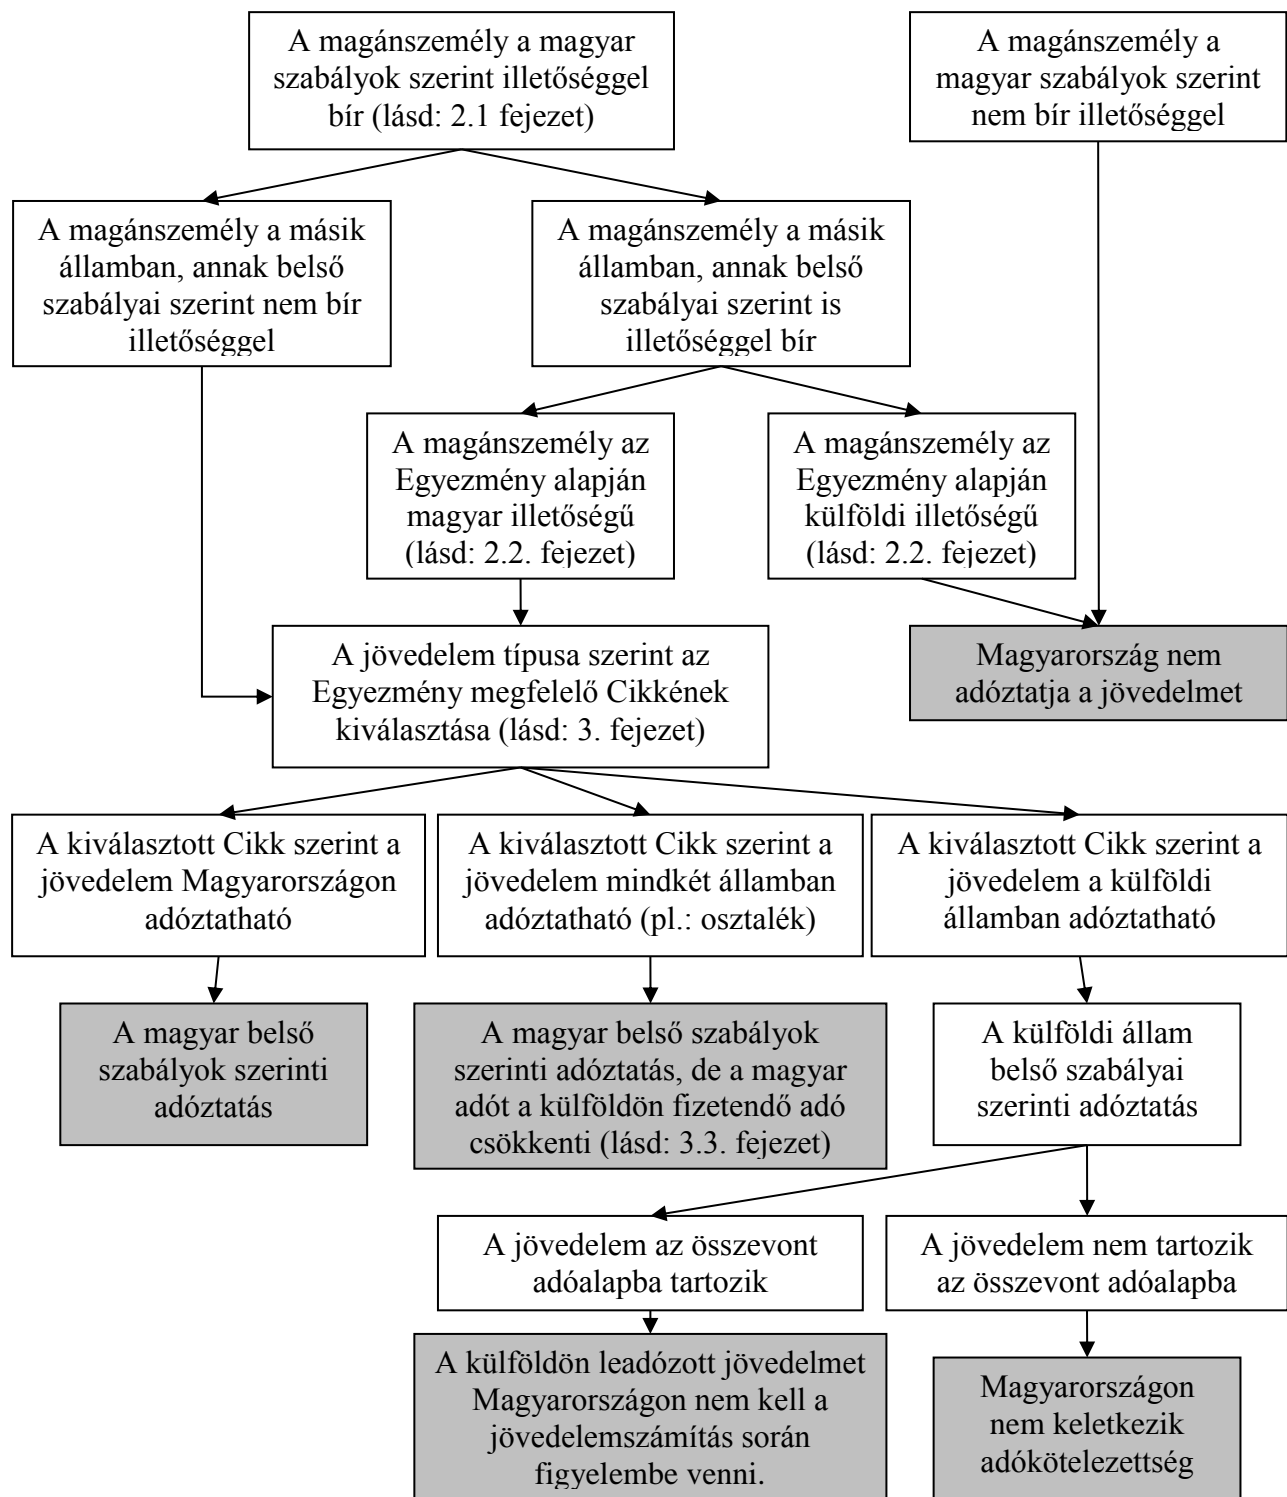 A magánszemély a magyar
szabályok szerint illetőséggel
bír (lásd: 2.1 fejezet)
A magánszemély a
magyar szabályok szerint
nem bír illetőséggel
A magánszemély a másik
államban, annak belső
szabályai szerint nem bír
illetőséggel
A magánszemély a másik
államban, annak belső
szabályai szerint is
illetőséggel bír
A magánszemély az
Egyezmény alapján
magyar illetőségű
(lásd: 2.2. fejezet)
A magánszemély az
Egyezmény alapján
külföldi illetőségű
(lásd: 2.2. fejezet)
A jövedelem típusa szerint az
Egyezmény megfelelő Cikkének
kiválasztása (lásd: 3. fejezet)
Magyarország nem
adóztatja a jövedelmet
A kiválasztott Cikk szerint a
jövedelem Magyarországon
adóztatható
A kiválasztott Cikk szerint a
jövedelem mindkét államban
adóztatható (pl.: osztalék)
A kiválasztott Cikk szerint a
jövedelem a külföldi
államban adóztatható
A magyar belső
szabályok szerinti
adóztatás
A magyar belső szabályok
szerinti adóztatás, de a magyar
adót a külföldön fizetendő adó
csökkenti (lásd: 3.3. fejezet)
A külföldi állam
belső szabályai
szerinti adóztatás
A jövedelem az összevont
adóalapba tartozik
A jövedelem nem tartozik
az összevont adóalapba
A külföldön leadózott jövedelmet
Magyarországon nem kell a
jövedelemszámítás során
figyelembe venni.
Magyarországon
nem keletkezik
adókötelezettség